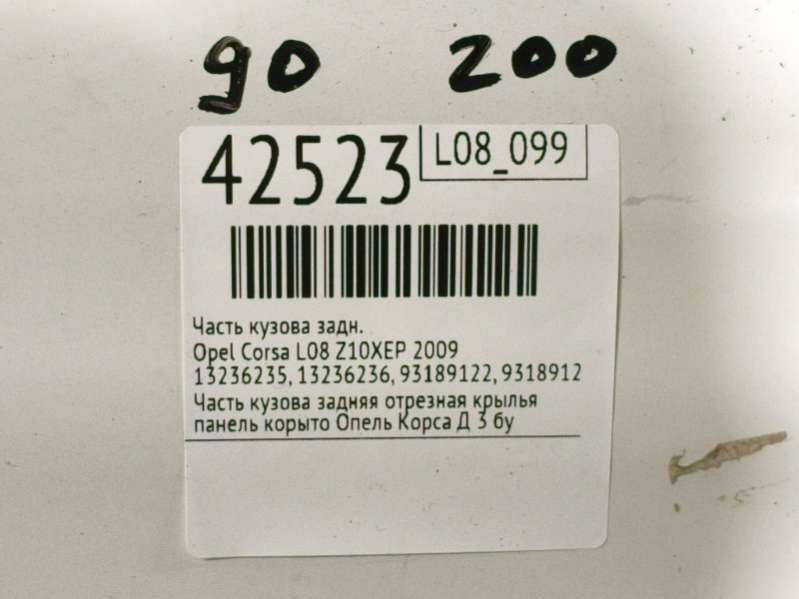 90 200
42523 L08_099
Часть кузова задн.
Opel Corsa L08 Z10XEP 2009
13236235, 13236236, 93189122, 9318912
Часть кузова задняя отрезная крылья
панель корыто Опель Корса Д 3 бу